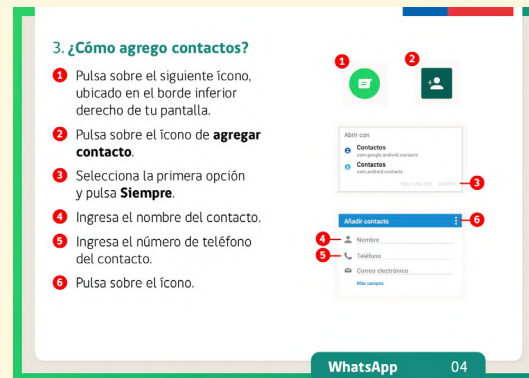 3. ¿Cómo agrego contactos?
1 Pulsa sobre el siguiente ícono,
ubicado en el borde inferior
derecho de tu pantalla.
2 Pulsa sobre el ícono de agregar
contacto.
3 Selecciona la primera opción
y pulsa Siempre.
4 Ingresa el nombre del contacto.
5 Ingresa el número de teléfono
del contacto.
6 Pulsa sobre el ícono.
1
2
Abrir con
Contactos
com.google.android.contacts
Contactos
com.android.contacts
SOLO UNA VEZ SIEMPRE
3
Añadir contacto
6
4 Nombre
5 Teléfono
Correo electrónico
Más campos
WhatsApp 04